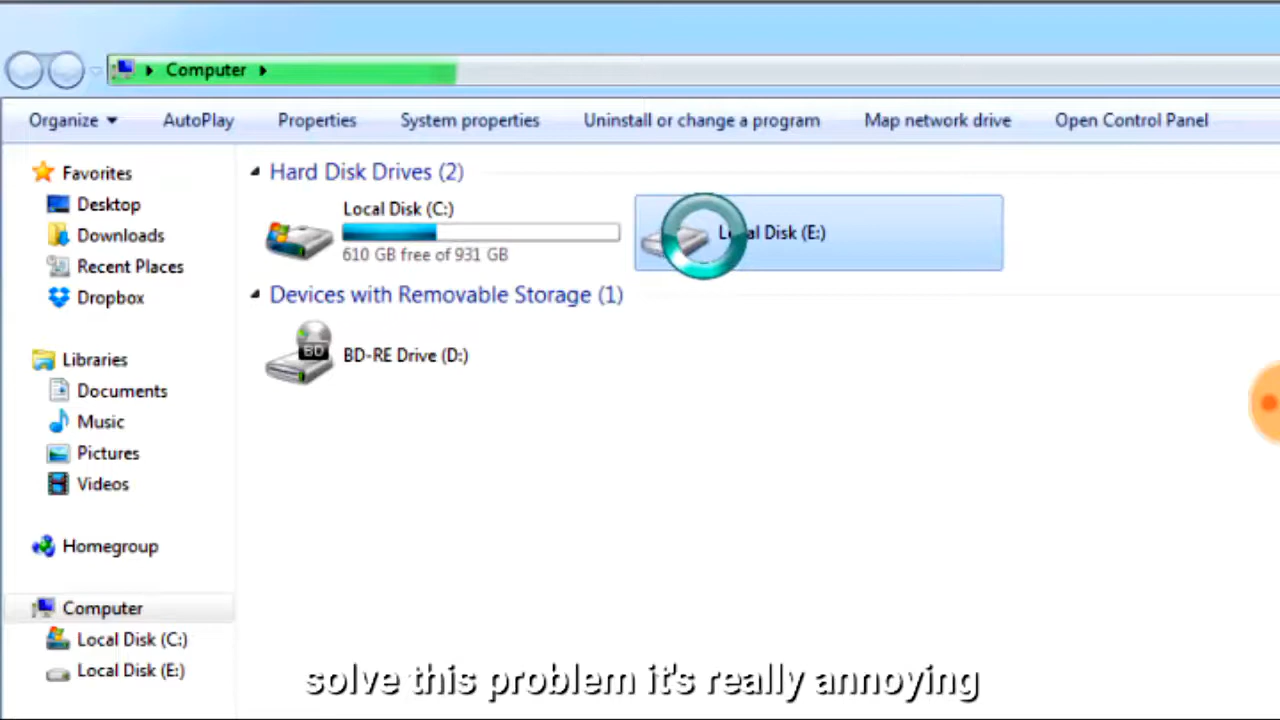 Computer
Organize AutoPlay Properties System properties Uninstall or change a program Map network drive Open Control Panel
Favorites
Desktop
Downloads
Recent Places
Dropbox
Libraries
Documents
Music
Pictures
Videos
Homegroup
Computer
Local Disk (C:)
Local Disk (E:)
Hard Disk Drives (2)
Local Disk (C:)
610 GB free of 931 GB
Local Disk (E:)
Devices with Removable Storage (1)
BD
BD-RE Drive (D:)
solve this problem it's really annoying